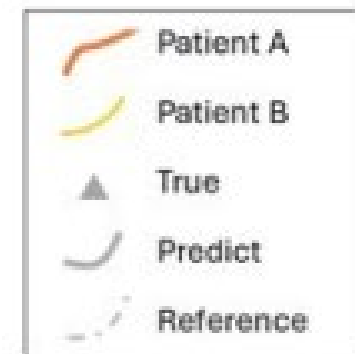 Patient A
Patient B
True
Predict
Reference